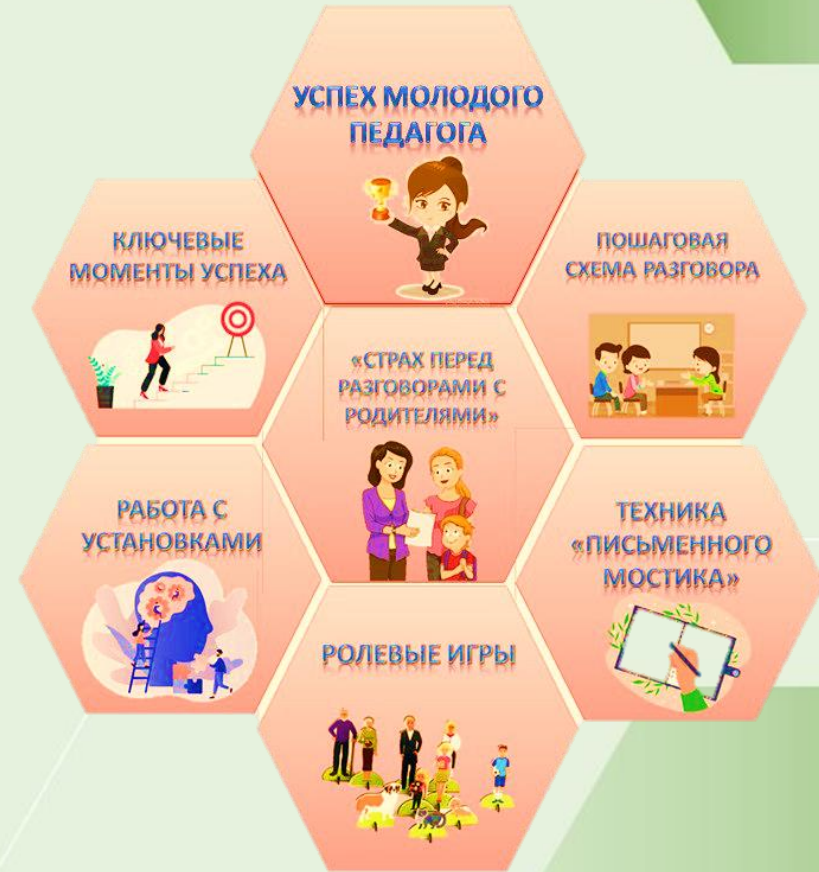 УСПЕХ МОЛОДОГО
ПЕДАГОГА
КЛЮЧЕВЫЕ
МОМЕНТЫ УСПЕХА
ПОШАГОВАЯ
СХЕМА РАЗГОВОРА
«СТРАХ ПЕРЕД
РАЗГОВОРАМИ С
РОДИТЕЛЯМИ»
РАБОТА С
УСТАНОВКАМИ
ТЕХНИКА
«ПИСЬМЕННОГО
МОСТИКА»
РОЛЕВЫЕ ИГРЫ